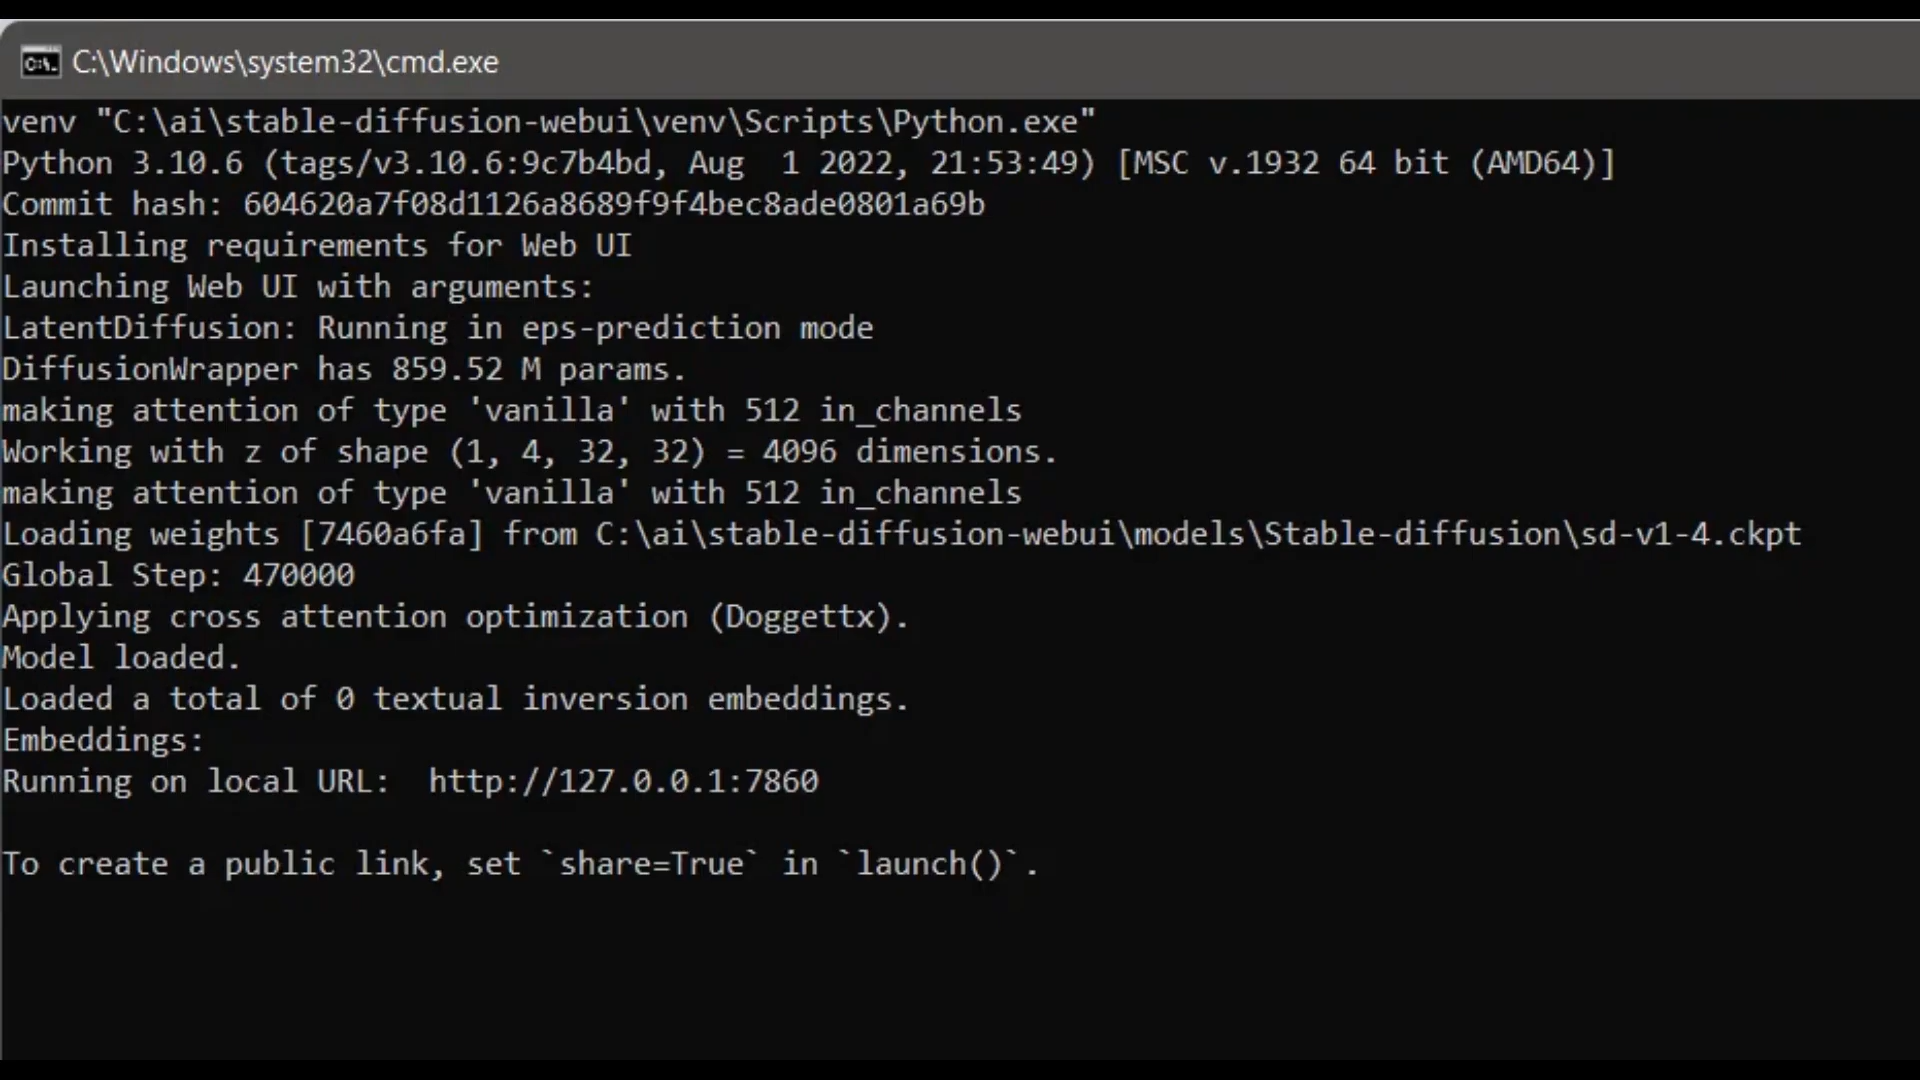 C:\Windows\system32\cmd.exe
venv "C:\ai\stable-diffusion-webui\venv\Scripts\Python.exe"
Python 3.10.6 (tags/v3.10.6:9c7b4bd, Aug  1 2022, 21:53:49) [MSC v.1932 64 bit (AMD64)]
Commit hash: 604620a7f08d1126a8689f9f4bec8ade0801a69b
Installing requirements for Web UI
Launching Web UI with arguments:
LatentDiffusion: Running in eps-prediction mode
DiffusionWrapper has 859.52 M params.
making attention of type 'vanilla' with 512 in_channels
Working with z of shape (1, 4, 32, 32) = 4096 dimensions.
making attention of type 'vanilla' with 512 in_channels
Loading weights [7460a6fa] from C:\ai\stable-diffusion-webui\models\Stable-diffusion\sd-v1-4.ckpt
Global Step: 470000
Applying cross attention optimization (Doggettx).
Model loaded.
Loaded a total of 0 textual inversion embeddings.
Embeddings:
Running on local URL:  http://127.0.0.1:7860
To create a public link, set `share=True` in `launch()`.